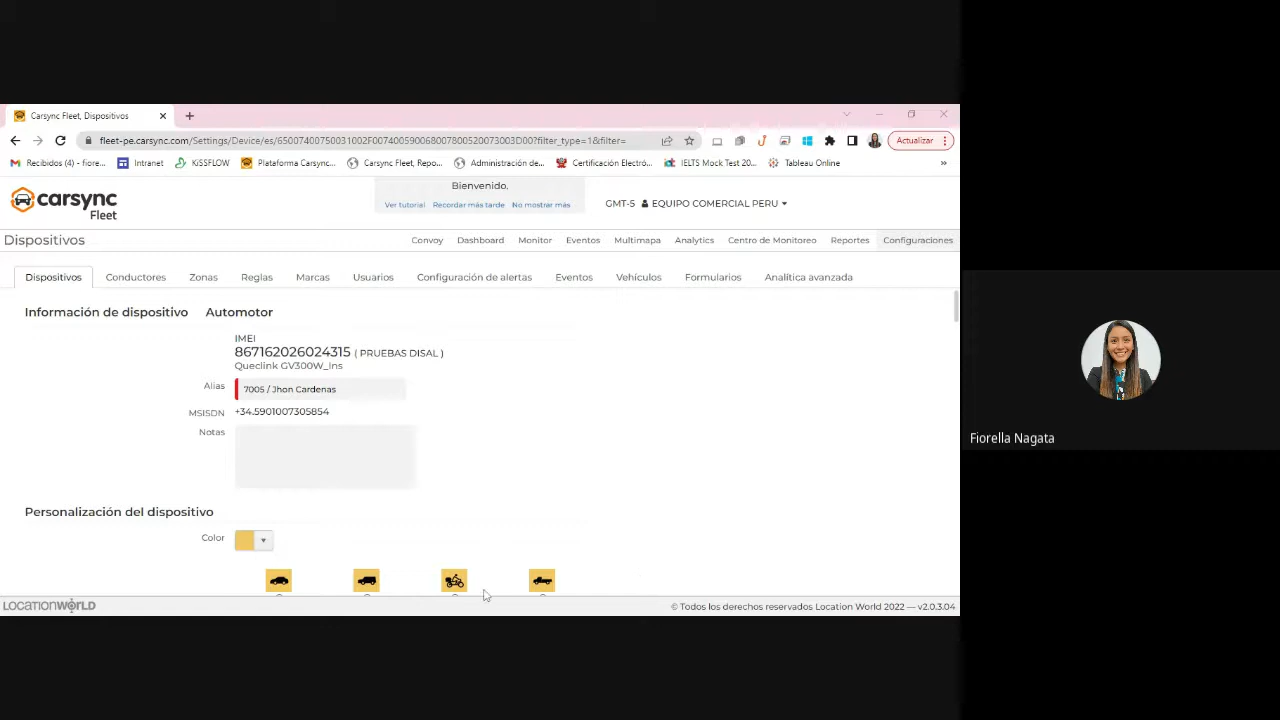 Carsync Fleet, Dispositivos
fleet-pe.carsync.com/Settings/Device/es/65007400750031002F007400590068007800520073003D00?filter_type=1&filter=
Actualizar
Recibidos (4) - fiore...
Intranet
KiSSFLOW
Plataforma Carsync...
Carsync Fleet, Repo...
Administración de...
Certificación Electró...
IELTS Mock Test 20...
Tableau Online
»
carsync
Fleet
Bienvenido.
Ver tutorial Recordar más tarde No mostrar más
GMT-5 EQUIPO COMERCIAL PERU
Dispositivos
Convoy Dashboard Monitor Eventos Multimapa Analytics Centro de Monitoreo Reportes Configuraciones
Dispositivos Conductores Zonas Reglas Marcas Usuarios Configuración de alertas Eventos Vehículos Formularios Analítica avanzada
Información de dispositivo Automotor
IMEI
867162026024315 ( PRUEBAS DISAL )
Queclink GV300W_Ins
Alias 7005 / Jhon Cardenas
MSISDN +34.5901007305854
Notas
Personalización del dispositivo
Color
LOCATIONWORLD
© Todos los derechos reservados Location World 2022 — v2.0.3.04
Fiorella Nagata